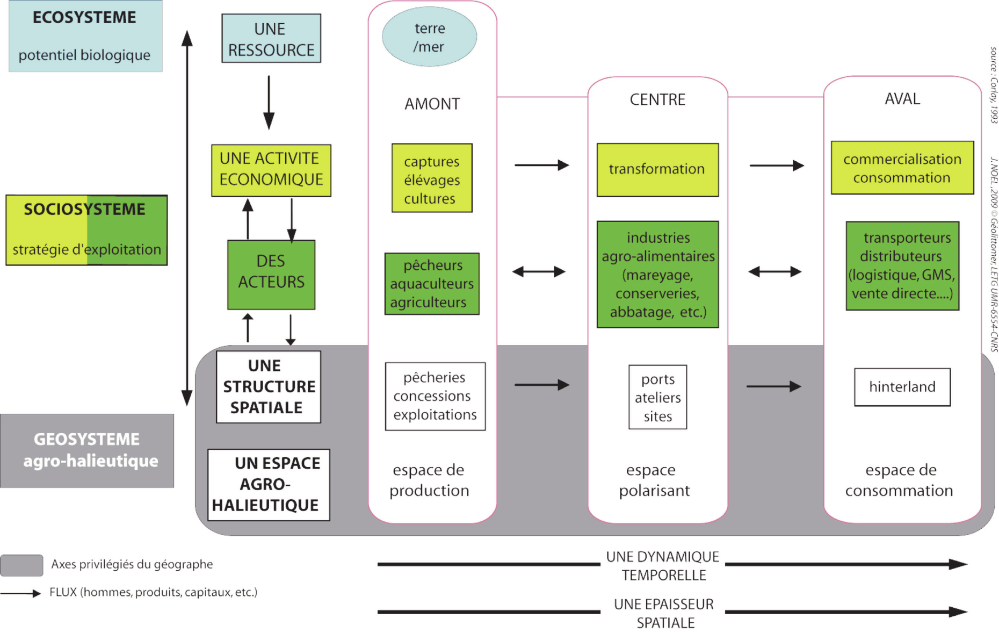 ECOSYSTEME
potentiel biologique
UNE
RESSOURCE
terre
/mer
AMONT
CENTRE
AVAL
UNE ACTIVITE
ECONOMIQUE
captures
élévages
cultures
transformation
commercialisation
consommation
SOCIOSYSTEME
stratégie d'exploitation
DES
ACTEURS
pêcheurs
aquaculteurs
agriculteurs
industries
agro-alimentaires
(mareyage,
conserveries,
abbatage, etc.)
transporteurs
distributeurs
(logistique, GMS,
vente directe....)
UNE
STRUCTURE
SPATIALE
pêcheries
concessions
exploitations
ports
ateliers
sites
hinterland
GEOSYSTEME
agro-halieutique
UN ESPACE
AGRO-
HALIEUTIQUE
espace de
production
espace
polarisant
espace de
consommation
Axes privilégiés du géographe
FLUX (hommes, produits, capitaux, etc.)
UNE DYNAMIQUE
TEMPORELLE
UNE EPAISSEUR
SPATIALE
source : Corlay, 1993
J.NOEL ,2009 © Géolittomer, LETG UMR-6554-CNRS